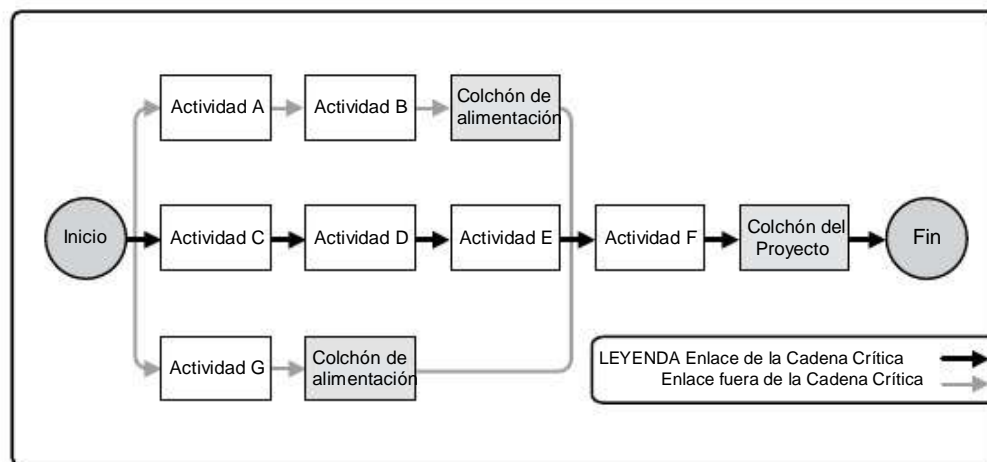 Actividad A
Actividad B
Colchón de
alimentación
Inicio
Actividad C
Actividad D
Actividad E
Actividad F
Colchón del
Proyecto
Fin
Actividad G
Colchón de
alimentación
LEYENDA Enlace de la Cadena Crítica
Enlace fuera de la Cadena Crítica